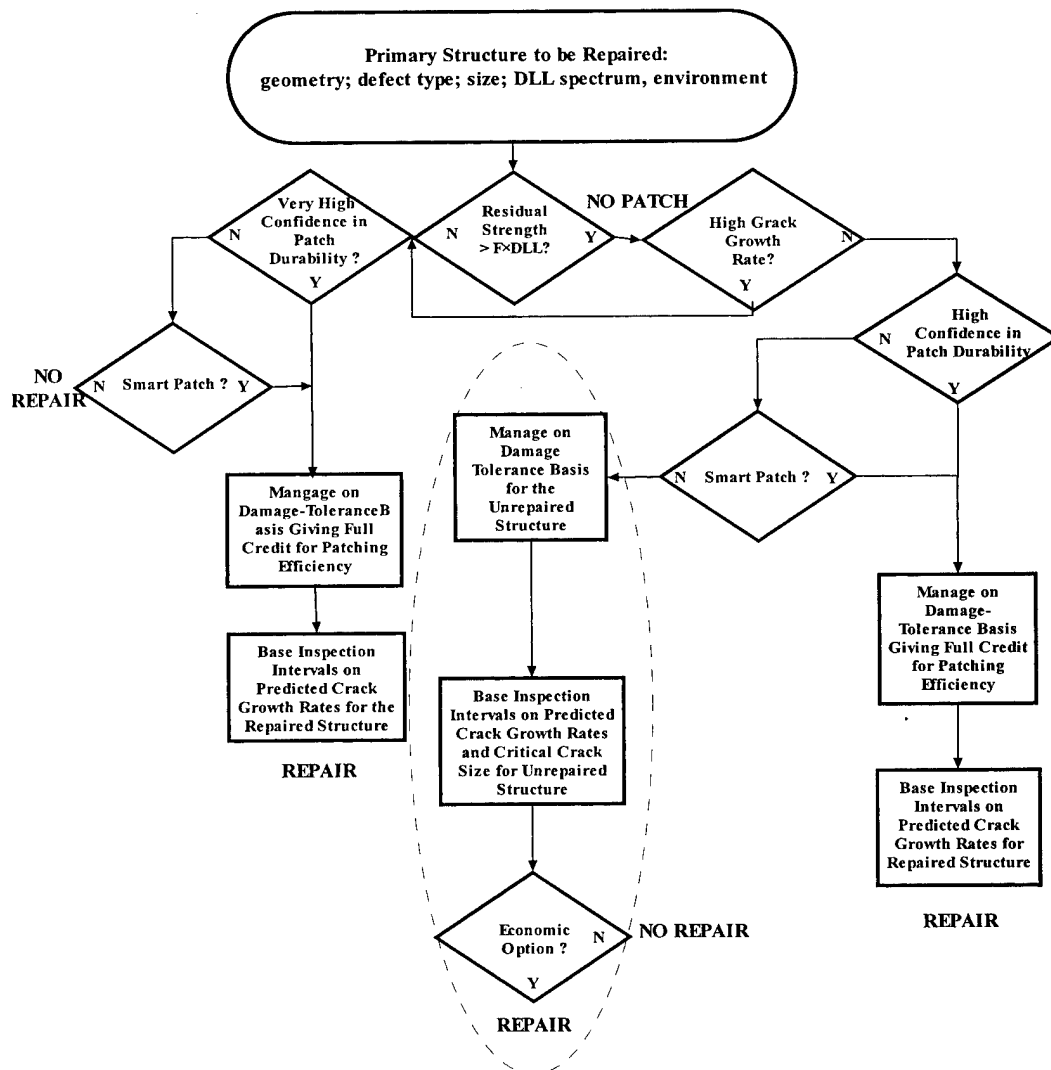 Primary Structure to be Repaired:
geometry; defect type; size; DLL spectrum, environment
Very High
Confidence in
Patch
Durability ?
N
Y
Residual
Strength
> F×DLL?
N
Y
NO PATCH
High Grack
Growth
Rate?
N
Y
High
Confidence in
Patch Durability
N
Y
NO
REPAIR
N
Smart Patch ?
Y
Manage on
Damage
Tolerance Basis
for the
Unrepaired
Structure
N
Smart Patch ?
Y
Mangage on
Damage-ToleranceB
asis Giving Full
Credit for Patching
Efficiency
Manage on
Damage-
Tolerance Basis
Giving Full Credit
for Patching
Efficiency
Base Inspection
Intervals on
Predicted Crack
Growth Rates for the
Repaired Structure
REPAIR
Base Inspection
Intervals on Predicted
Crack Growth Rates
and Critical Crack
Size for Unrepaired
Structure
Base Inspection
Intervals on
Predicted Crack
Growth Rates for
Repaired Structure
REPAIR
Economic
Option ?
N
Y
NO REPAIR
REPAIR